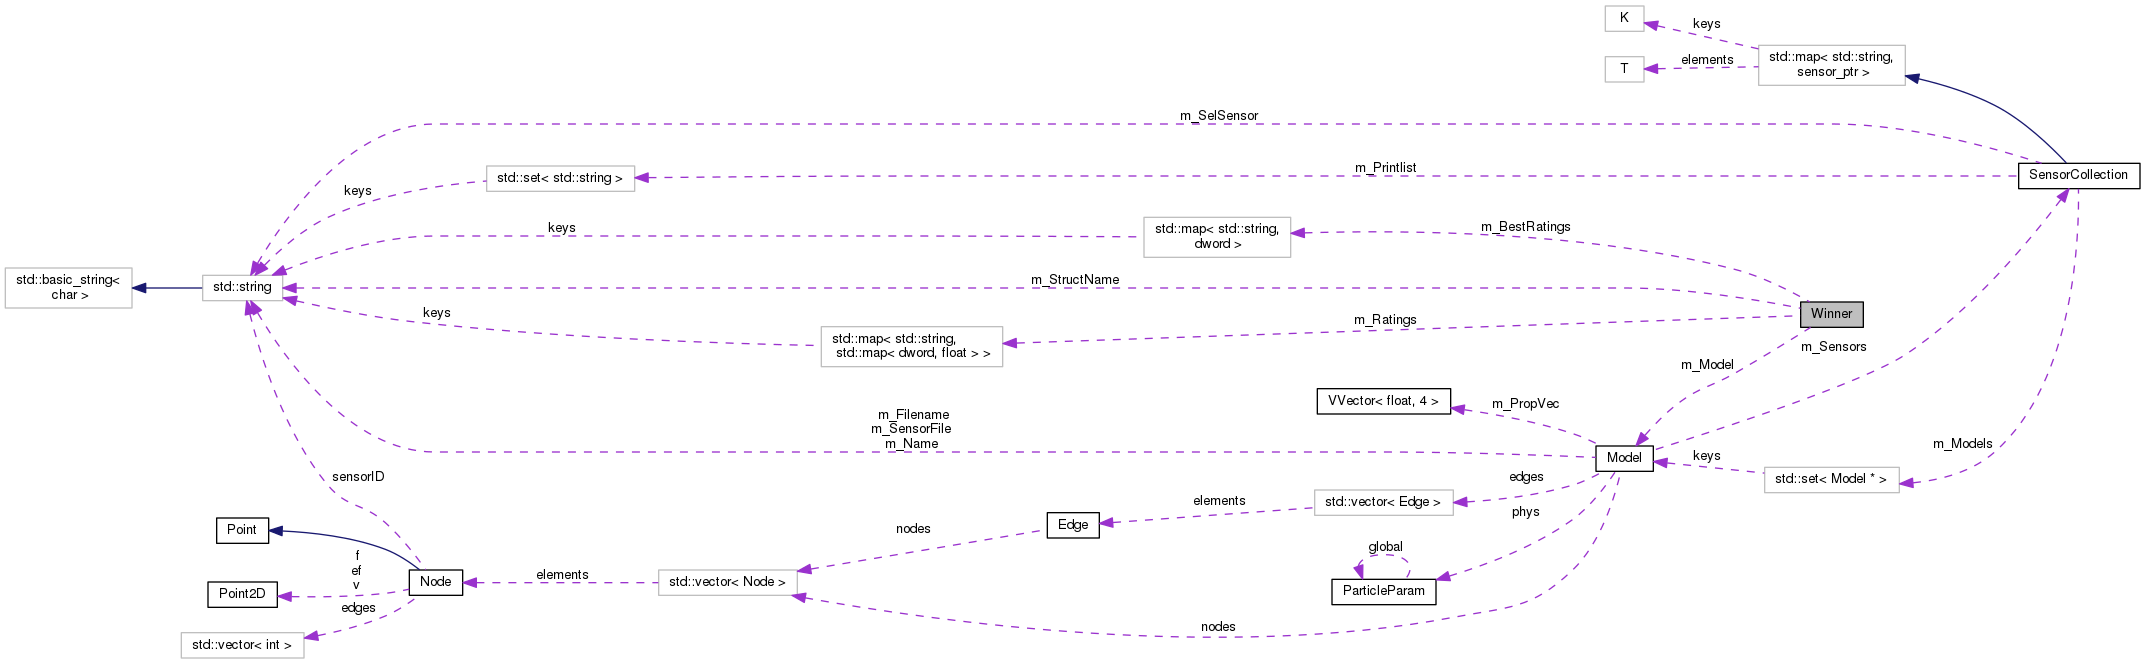 K
keys
std::map< std::string,
sensor_ptr >
elements
T
m_SelSensor
m_Printlist
SensorCollection
std::set< std::string >
keys
m_BestRatings
std::map< std::string,
dword >
keys
std::basic_string<
char >
std::string
m_StructName
Winner
keys
m_Ratings
std::map< std::string,
std::map< dword, float > >
m_Sensors
m_Model
VVector< float, 4 >
m_PropVec
m_Filename
m_SensorFile
m_Name
m_Models
Model
keys
std::set< Model * >
sensorID
edges
std::vector< Edge >
elements
phys
Edge
nodes
Point
global
f
ef
v
Node
elements
std::vector< Node >
Point2D
ParticleParam
edges
nodes
std::vector< int >